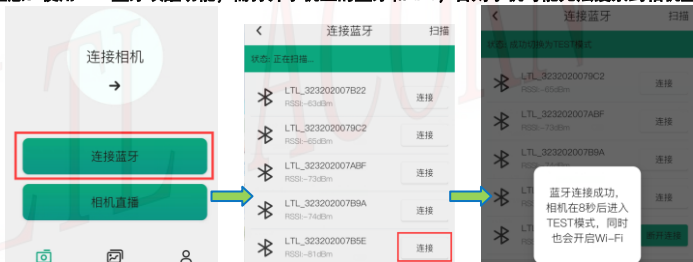 连接相机
→
连接蓝牙
相机直播
连接蓝牙
扫描
状态: 正在扫描...
LTL_323202007B22
RSSI:-63dBm
连接
LTL_3232020079C2
RSSI:-65dBm
连接
LTL_323202007ABF
RSSI:-73dBm
连接
LTL_323202007B9A
RSSI:-74dBm
连接
LTL_323202007B5E
RSSI:-81dBm
连接
连接蓝牙
扫描
状态: 成功切换为TEST模式
LTL_3232020079C2
RSSI:-65dBm
连接
LTL_323202007ABF
RSSI:-73dBm
连接
LTL_323202007B9A
连接
断开连接
蓝牙连接成功,
相机在8秒后进入
TEST模式，同时
也会开启Wi-Fi